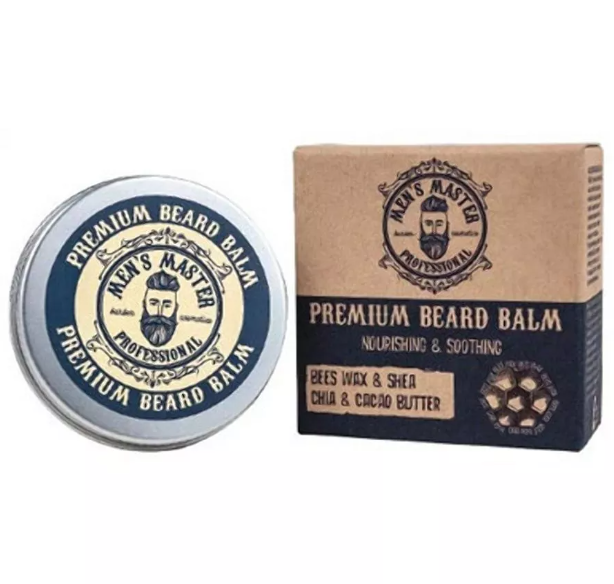 PREMIUM BEARD BALM
MEN'S MASTER
PROFESSIONAL
PREMIUM BEARD BALM
MEN'S MASTER
PROFESSIONAL
PREMIUM BEARD BALM
NOURISHING & SOOTHING
BEES WAX & SHEA
CHIA & CACAO BUTTER